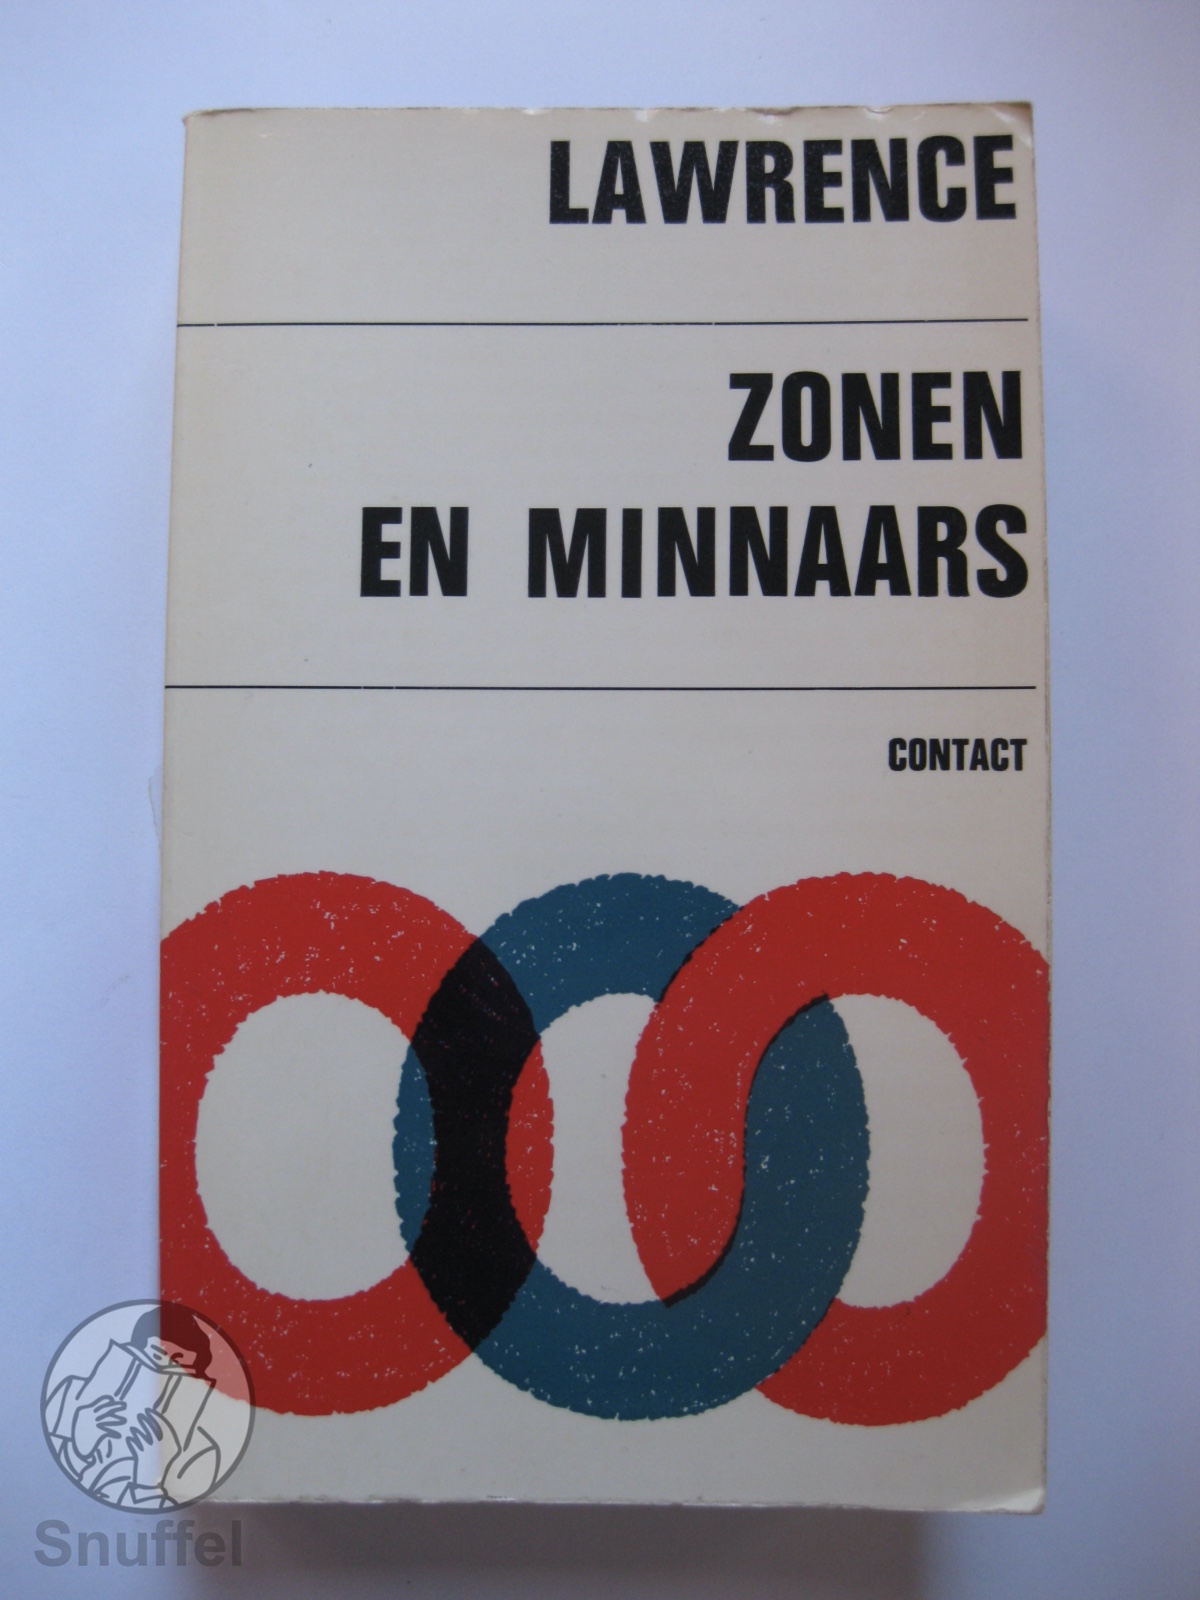 LAWRENCE
ZONEN
EN MINNAARS
CONTACT
Snuffel